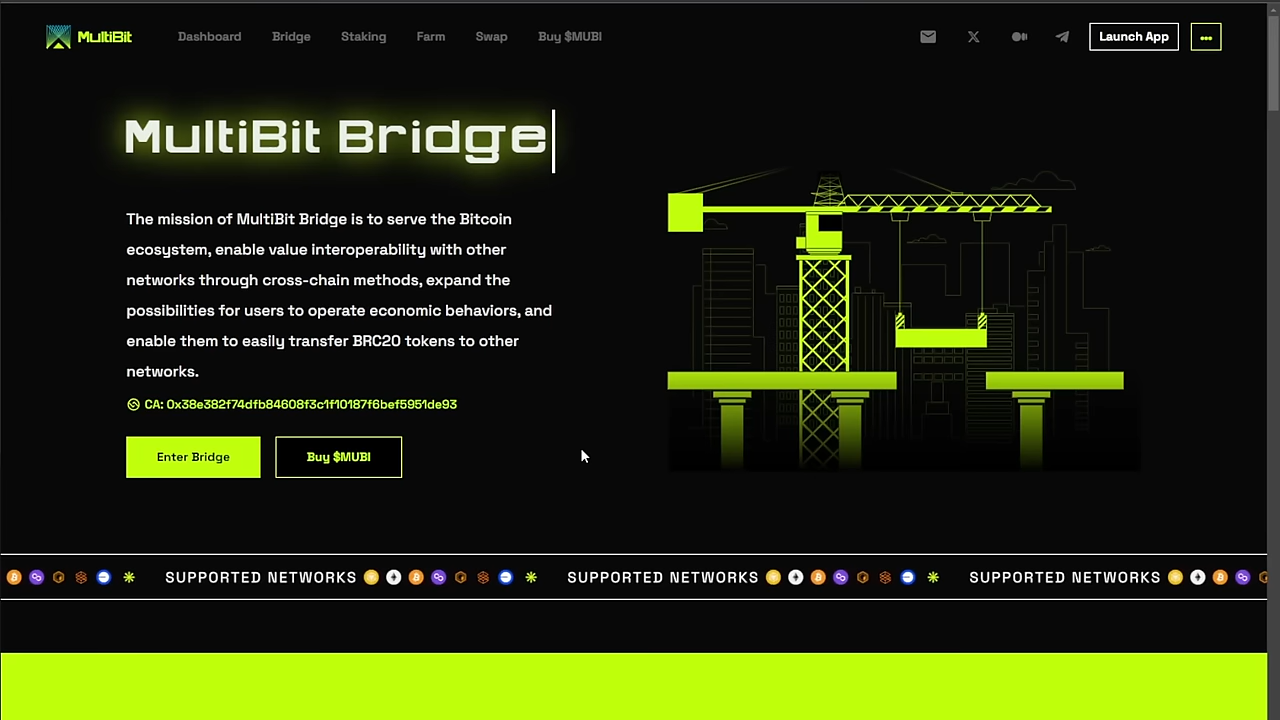 MultiBit
Dashboard
Bridge
Staking
Farm
Swap
Buy $MUBI
Launch App
MultiBit Bridge
The mission of MultiBit Bridge is to serve the Bitcoin
ecosystem, enable value interoperability with other
networks through cross-chain methods, expand the
possibilities for users to operate economic behaviors, and
enable them to easily transfer BRC20 tokens to other
networks.
CA: 0x38e382f74dfb84608f3c1f10187f6bef5951de93
Enter Bridge
Buy $MUBI
SUPPORTED NETWORKS
SUPPORTED NETWORKS
SUPPORTED NETWORKS